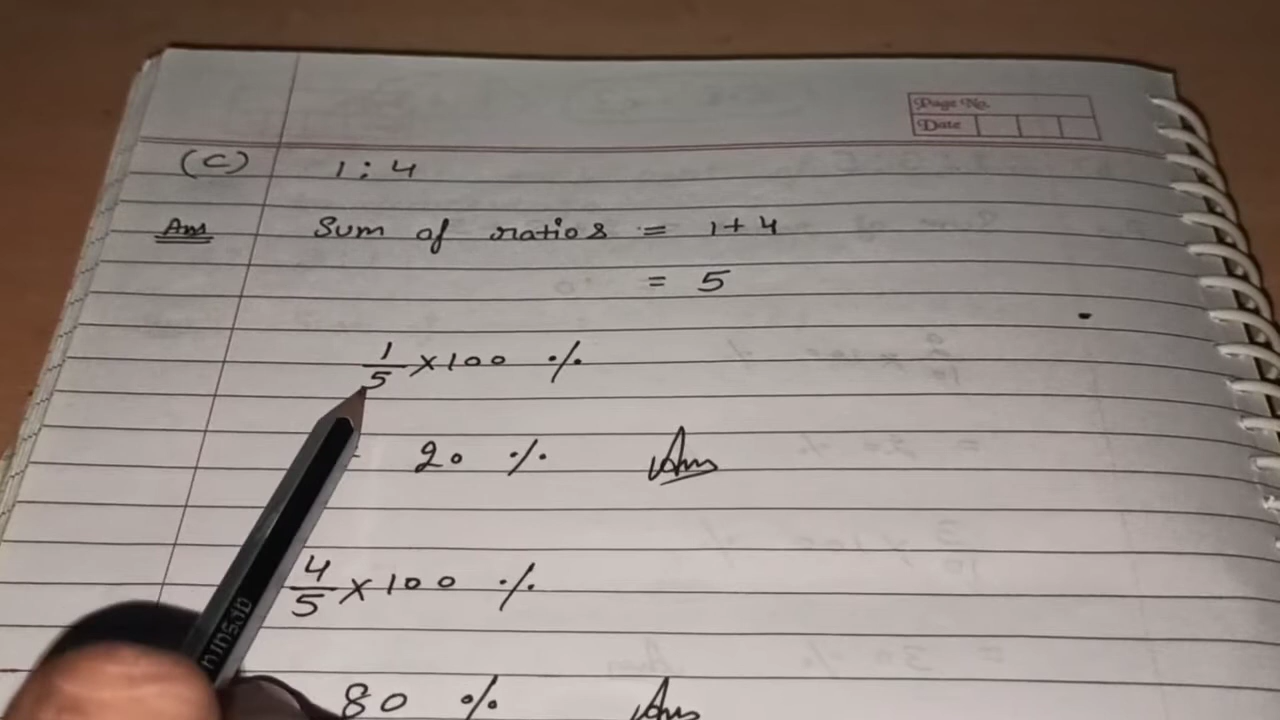 Page No.
Date
(C) 1 : 4
Ans Sum of ratios = 1 + 4
= 5
1/5 × 100 %
= 20 % Ans
4/5 × 100 %
80 % Ans
apsara